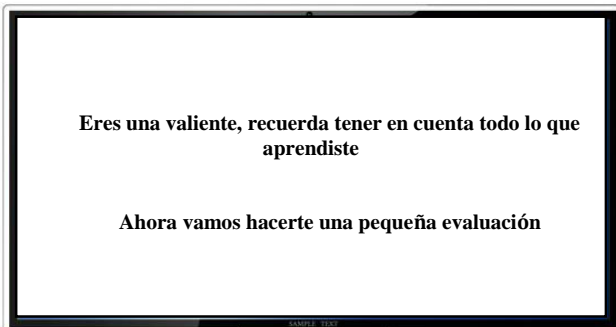 Eres una valiente, recuerda tener en cuenta todo lo que
aprendiste
Ahora vamos hacerte una pequeña evaluación
SAMPLE TEXT